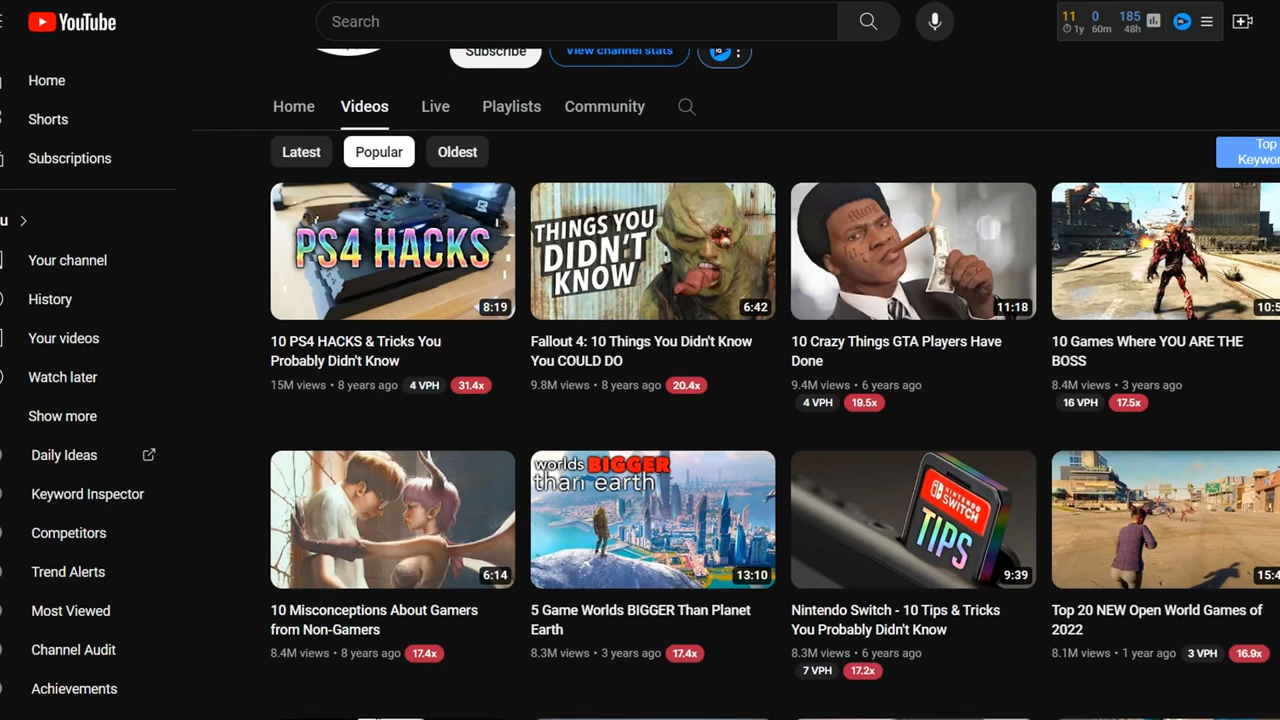 YouTube
Search
11 0 185
1y 60m 48h
Subscribe View channel stats
Home Videos Live Playlists Community
Latest Popular Oldest
Top
Home
Shorts
Subscriptions
Your channel
History
Your videos
Watch later
Show more
Daily Ideas
Keyword Inspector
Competitors
Trend Alerts
Most Viewed
Channel Audit
Achievements
PS4 HACKS
8:19
10 PS4 HACKS & Tricks You
Probably Didn't Know
15M views • 8 years ago 4 VPH 31.4x
THINGS YOU
DIDN'T
KNOW
6:42
Fallout 4: 10 Things You Didn't Know
You COULD DO
9.8M views • 8 years ago 20.4x
11:18
10 Crazy Things GTA Players Have
Done
9.4M views • 6 years ago
4 VPH 19.5x
10 Games Where YOU ARE THE
BOSS
8.4M views • 3 years ago
16 VPH 17.5x
6:14
10 Misconceptions About Gamers
from Non-Gamers
8.4M views • 8 years ago 17.4x
worlds BIGGER
than earth
13:10
5 Game Worlds BIGGER Than Planet
Earth
8.3M views • 3 years ago 17.4x
NINTENDO
SWITCH
TIPS
9:39
Nintendo Switch - 10 Tips & Tricks
You Probably Didn't Know
8.3M views • 6 years ago
7 VPH 17.2x
Top 20 NEW Open World Games of
2022
8.1M views • 1 year ago 3 VPH 16.9x